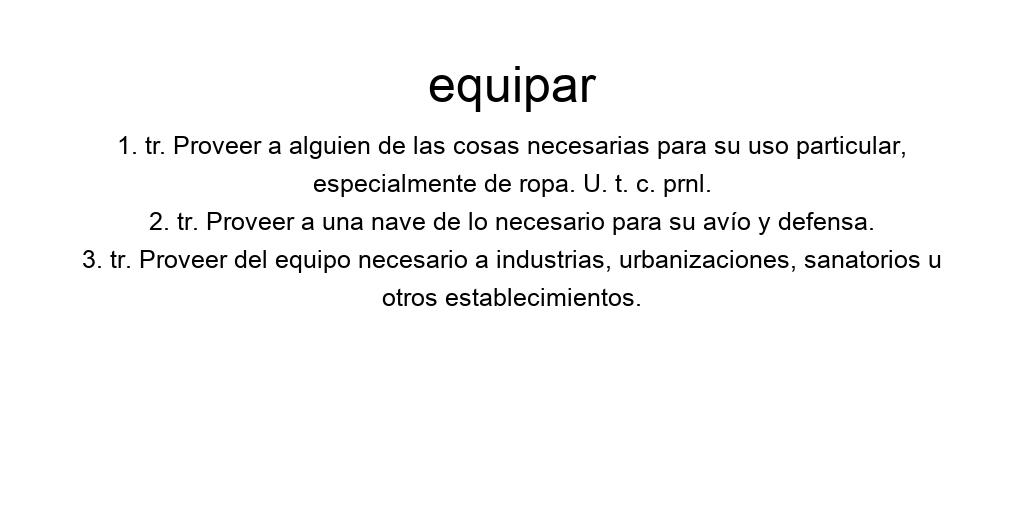 equipar
1. tr. Proveer a alguien de las cosas necesarias para su uso particular,
especialmente de ropa. U. t. c. prnl.
2. tr. Proveer a una nave de lo necesario para su avío y defensa.
3. tr. Proveer del equipo necesario a industrias, urbanizaciones, sanatorios u
otros establecimientos.